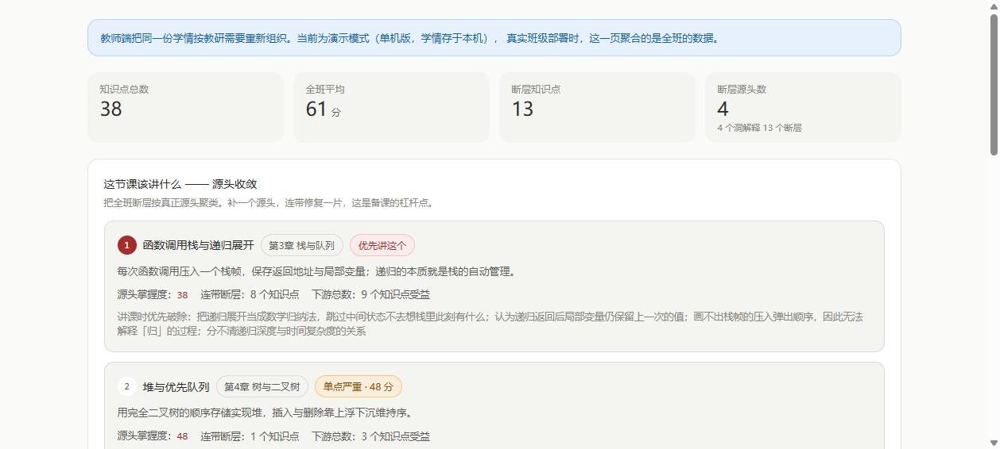 教师端把同一份学情按教研需要重新组织。当前为演示模式（单机版，学情存于本机）， 真实班级部署时，这一页聚合的是全班的数据。
知识点总数
38
全班平均
61 分
断层知识点
13
断层源头数
4
4 个洞解释 13 个断层
这节课该讲什么 —— 源头收敛
把全班断层按真正源头聚类。补一个源头，连带修复一片，这是备课的杠杆点。
1 函数调用栈与递归展开 第3章 栈与队列 优先讲这个
每次函数调用压入一个栈帧，保存返回地址与局部变量；递归的本质就是栈的自动管理。
源头掌握度：38 连带断层：8 个知识点 下游总数：9 个知识点受益
讲课时优先破除：把递归展开当成数学归纳法，跳过中间状态不去想栈里此刻有什么；认为递归返回后局部变量仍保留上一次的值；画不出栈帧的压入弹出顺序，因此无法
解释「归」的过程；分不清递归深度与时间复杂度的关系
2 堆与优先队列 第4章 树与二叉树 单点严重 · 48 分
用完全二叉树的顺序存储实现堆，插入与删除靠上浮下沉维持序。
源头掌握度：48 连带断层：1 个知识点 下游总数：3 个知识点受益